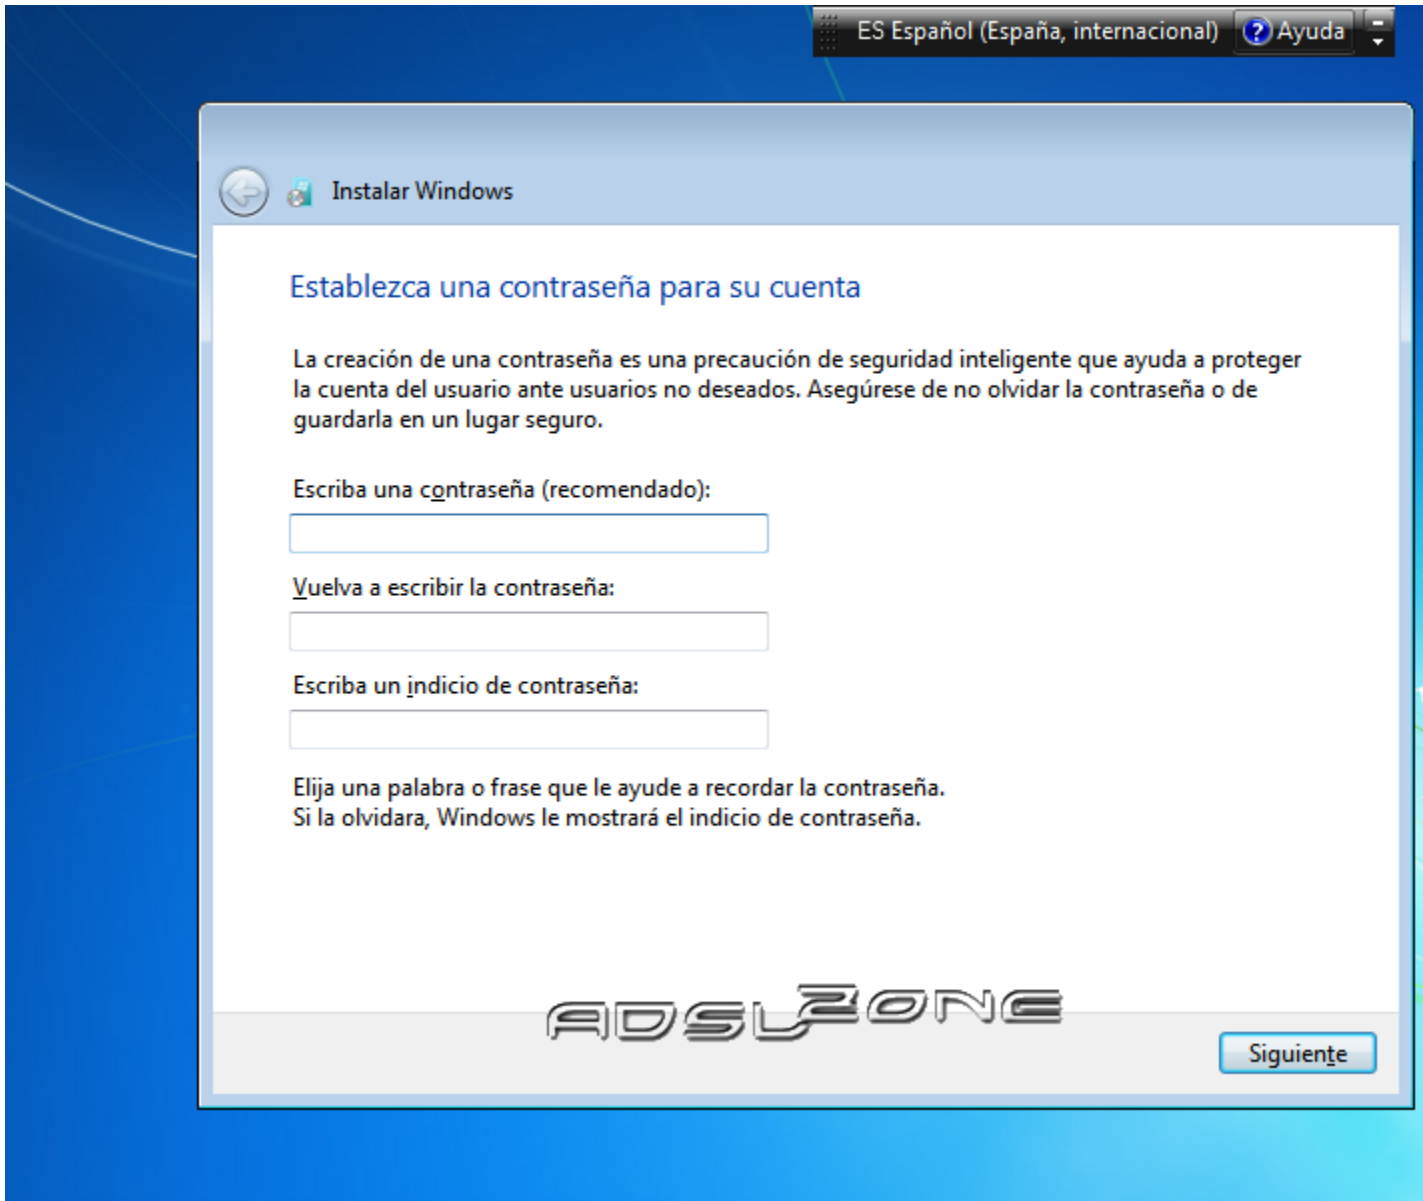 ES Español (España, internacional) Ayuda
Instalar Windows
Establezca una contraseña para su cuenta
La creación de una contraseña es una precaución de seguridad inteligente que ayuda a proteger
la cuenta del usuario ante usuarios no deseados. Asegúrese de no olvidar la contraseña o de
guardarla en un lugar seguro.
Escriba una contraseña (recomendado):
Vuelva a escribir la contraseña:
Escriba un indicio de contraseña:
Elija una palabra o frase que le ayude a recordar la contraseña.
Si la olvidara, Windows le mostrará el indicio de contraseña.
ADSLZONE
Siguiente